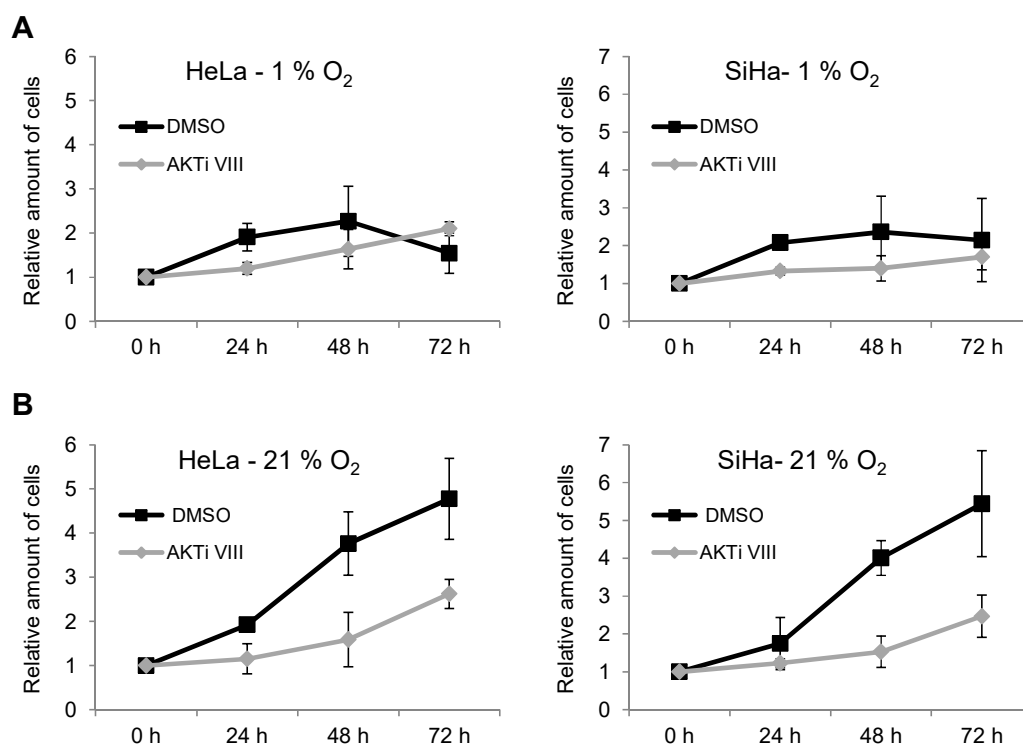 A
HeLa - 1 % O₂
Relative amount of cells
6
5
4
3
2
1
0
DMSO
AKTi VIII
0 h 24 h 48 h 72 h
SiHa- 1 % O₂
Relative amount of cells
7
6
5
4
3
2
1
0
DMSO
AKTi VIII
0 h 24 h 48 h 72 h
B
HeLa - 21 % O₂
Relative amount of cells
6
5
4
3
2
1
0
DMSO
AKTi VIII
0 h 24 h 48 h 72 h
SiHa- 21 % O₂
Relative amount of cells
7
6
5
4
3
2
1
0
DMSO
AKTi VIII
0 h 24 h 48 h 72 h